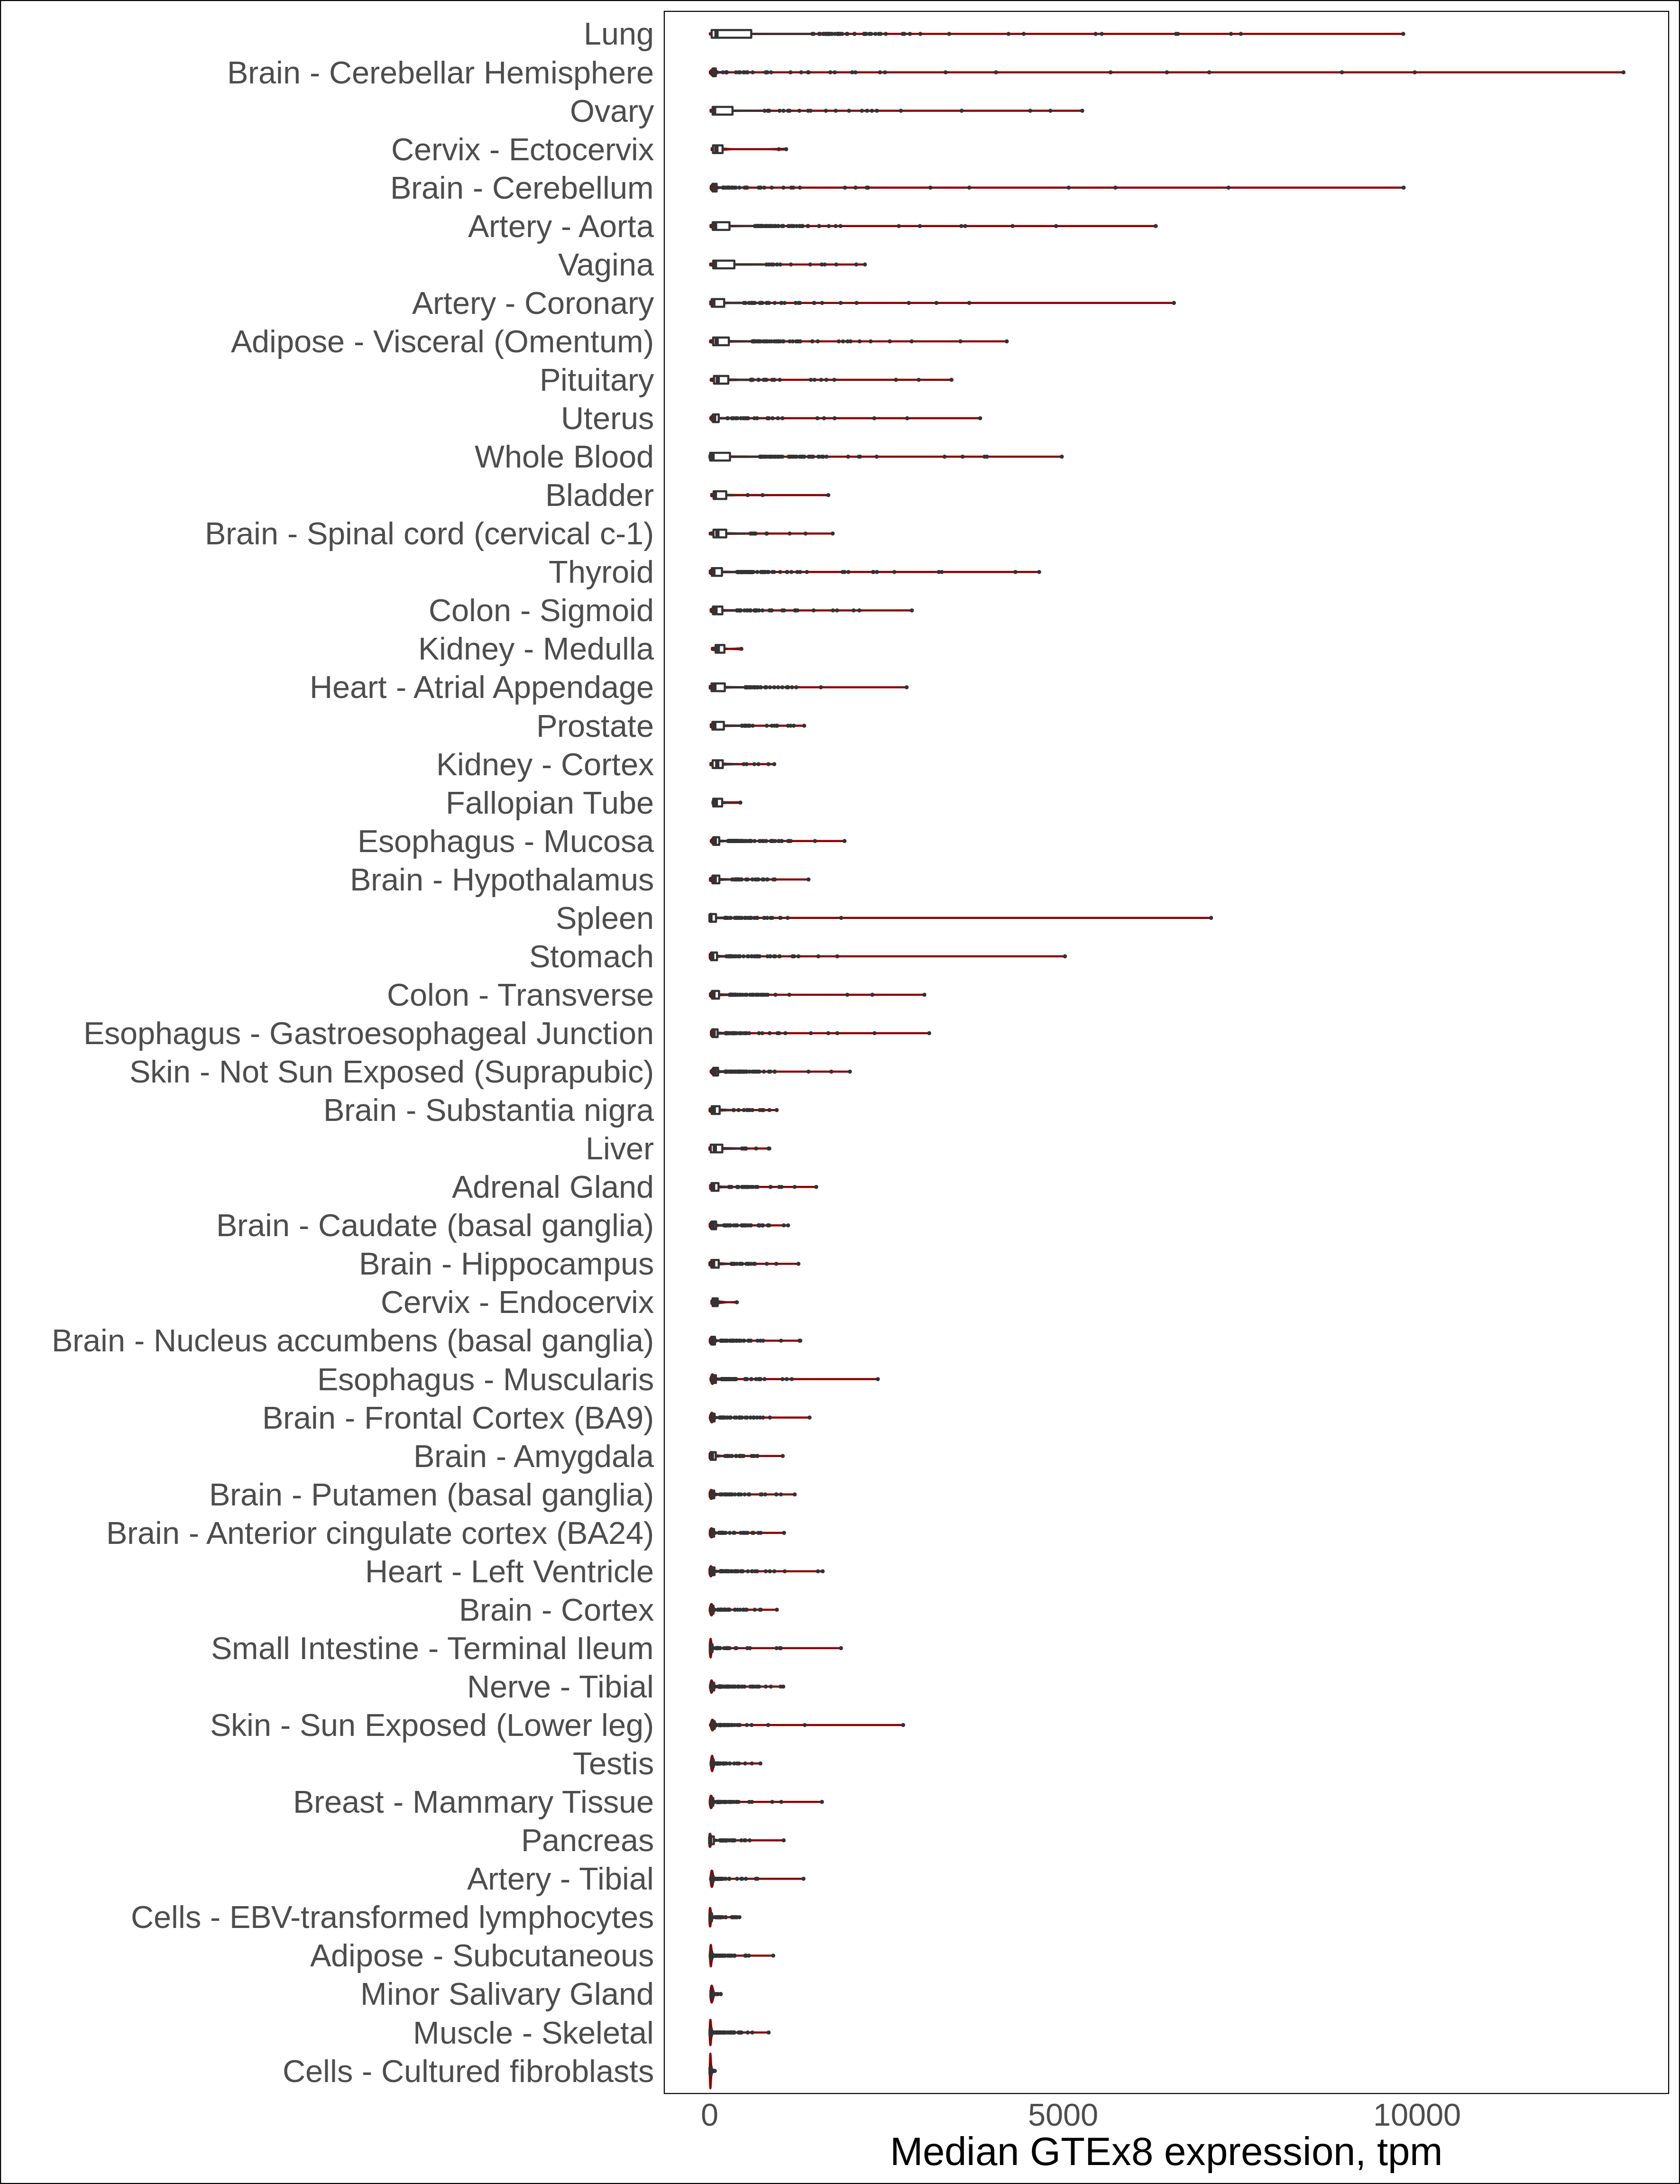 Lung
Brain - Cerebellar Hemisphere
Ovary
Cervix - Ectocervix
Brain - Cerebellum
Artery - Aorta
Vagina
Artery - Coronary
Adipose - Visceral (Omentum)
Pituitary
Uterus
Whole Blood
Bladder
Brain - Spinal cord (cervical c-1)
Thyroid
Colon - Sigmoid
Kidney - Medulla
Heart - Atrial Appendage
Prostate
Kidney - Cortex
Fallopian Tube
Esophagus - Mucosa
Brain - Hypothalamus
Spleen
Stomach
Colon - Transverse
Esophagus - Gastroesophageal Junction
Skin - Not Sun Exposed (Suprapubic)
Brain - Substantia nigra
Liver
Adrenal Gland
Brain - Caudate (basal ganglia)
Brain - Hippocampus
Cervix - Endocervix
Brain - Nucleus accumbens (basal ganglia)
Esophagus - Muscularis
Brain - Frontal Cortex (BA9)
Brain - Amygdala
Brain - Putamen (basal ganglia)
Brain - Anterior cingulate cortex (BA24)
Heart - Left Ventricle
Brain - Cortex
Small Intestine - Terminal Ileum
Nerve - Tibial
Skin - Sun Exposed (Lower leg)
Testis
Breast - Mammary Tissue
Pancreas
Artery - Tibial
Cells - EBV-transformed lymphocytes
Adipose - Subcutaneous
Minor Salivary Gland
Muscle - Skeletal
Cells - Cultured fibroblasts
0 5000 10000
Median GTEx8 expression, tpm